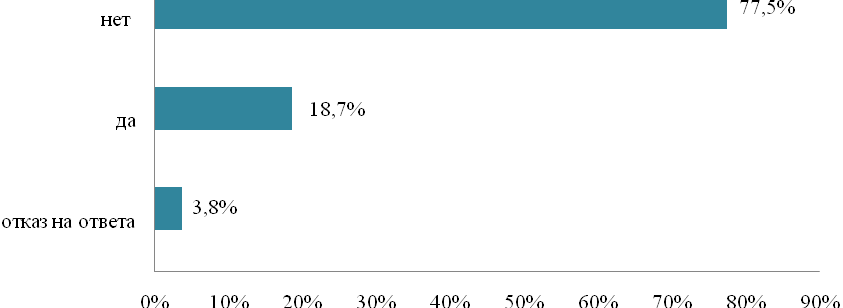 нет 77,5%
да 18,7%
отказ на ответа 3,8%
0% 10% 20% 30% 40% 50% 60% 70% 80% 90%